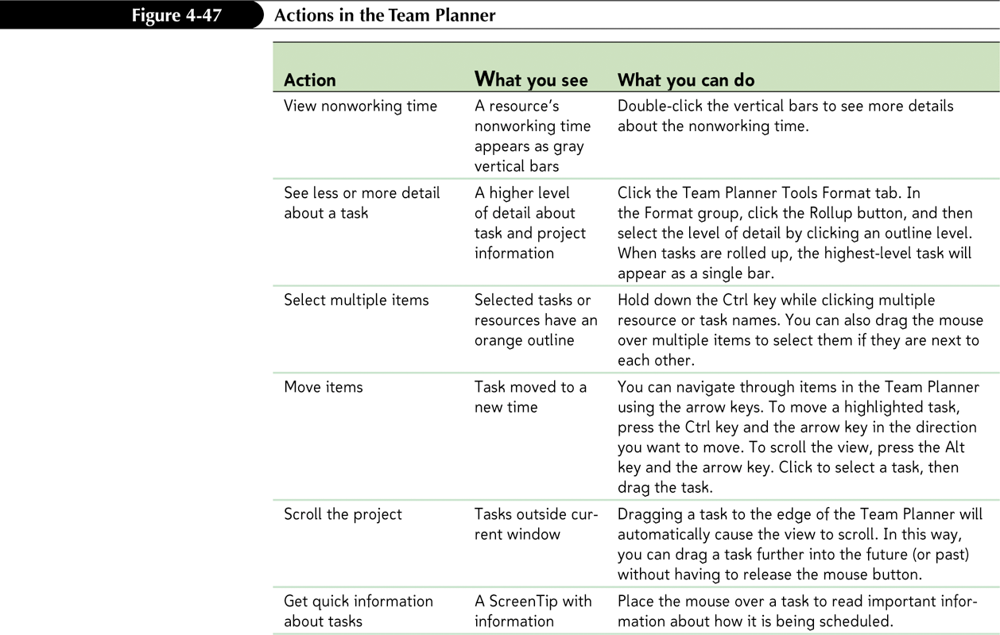 Figure 4-47 Actions in the Team Planner
Action What you see What you can do
View nonworking time
A resource's
nonworking time
appears as gray
vertical bars
Double-click the vertical bars to see more details
about the nonworking time.
See less or more detail
about a task
A higher level
of detail about
task and project
information
Click the Team Planner Tools Format tab. In
the Format group, click the Rollup button, and then
select the level of detail by clicking an outline level.
When tasks are rolled up, the highest-level task will
appear as a single bar.
Select multiple items
Selected tasks or
resources have an
orange outline
Hold down the Ctrl key while clicking multiple
resource or task names. You can also drag the mouse
over multiple items to select them if they are next to
each other.
Move items
Task moved to a
new time
You can navigate through items in the Team Planner
using the arrow keys. To move a highlighted task,
press the Ctrl key and the arrow key in the direction
you want to move. To scroll the view, press the Alt
key and the arrow key. Click to select a task, then
drag the task.
Scroll the project
Tasks outside cur-
rent window
Dragging a task to the edge of the Team Planner will
automatically cause the view to scroll. In this way,
you can drag a task further into the future (or past)
without having to release the mouse button.
Get quick information
about tasks
A ScreenTip with
information
Place the mouse over a task to read important infor-
mation about how it is being scheduled.